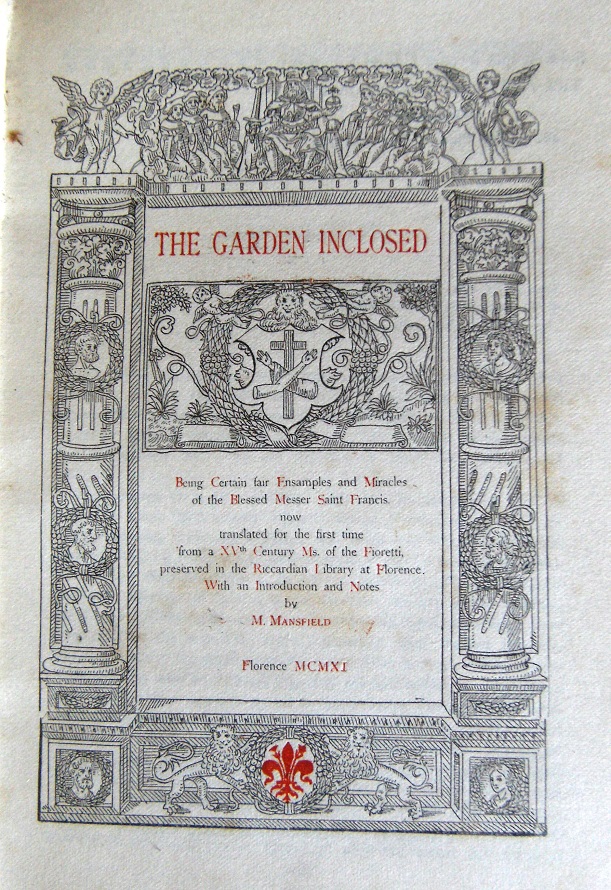 THE GARDEN INCLOSED
Being Certain fair Ensamples and Miracles
of the Blessed Messer Saint Francis.
now
translated for the first time
from a XVth Century Ms. of the Fioretti,
preserved in the Riccardian Library at Florence.
With an Introduction and Notes
by
M. MANSFIELD
Florence MCMXI